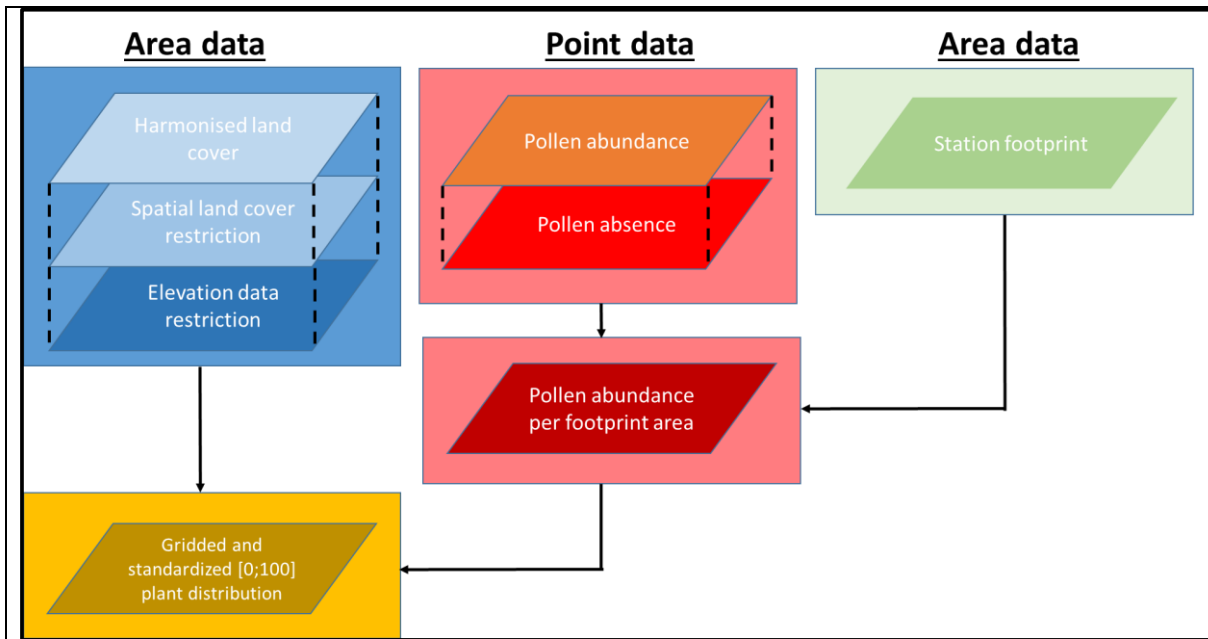 Area data
Point data
Area data
Harmonised land
cover
Spatial land cover
restriction
Elevation data
restriction
Pollen abundance
Pollen absence
Station footprint
Pollen abundance
per footprint area
Gridded and
standardized [0;100]
plant distribution